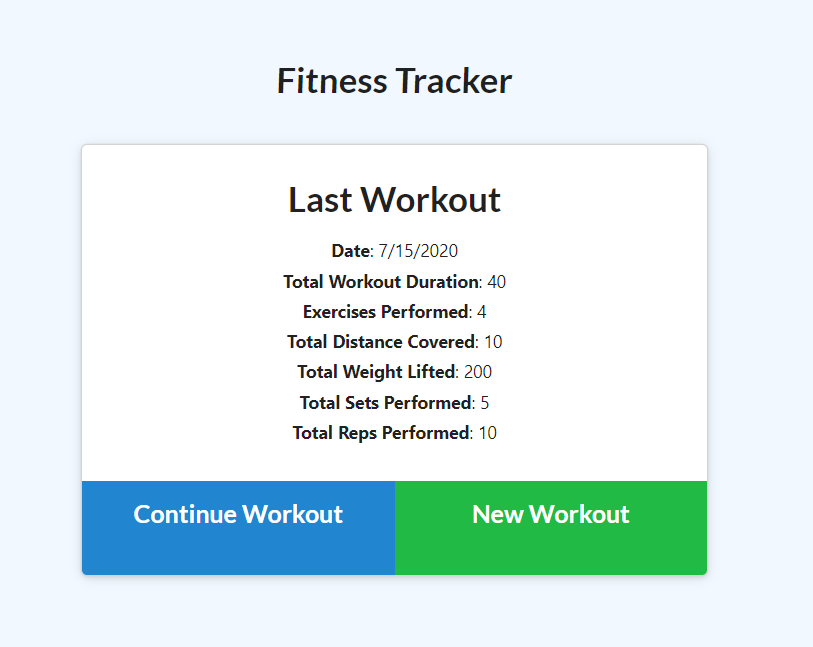 Fitness Tracker
Last Workout
Date: 7/15/2020
Total Workout Duration: 40
Exercises Performed: 4
Total Distance Covered: 10
Total Weight Lifted: 200
Total Sets Performed: 5
Total Reps Performed: 10
Continue Workout
New Workout